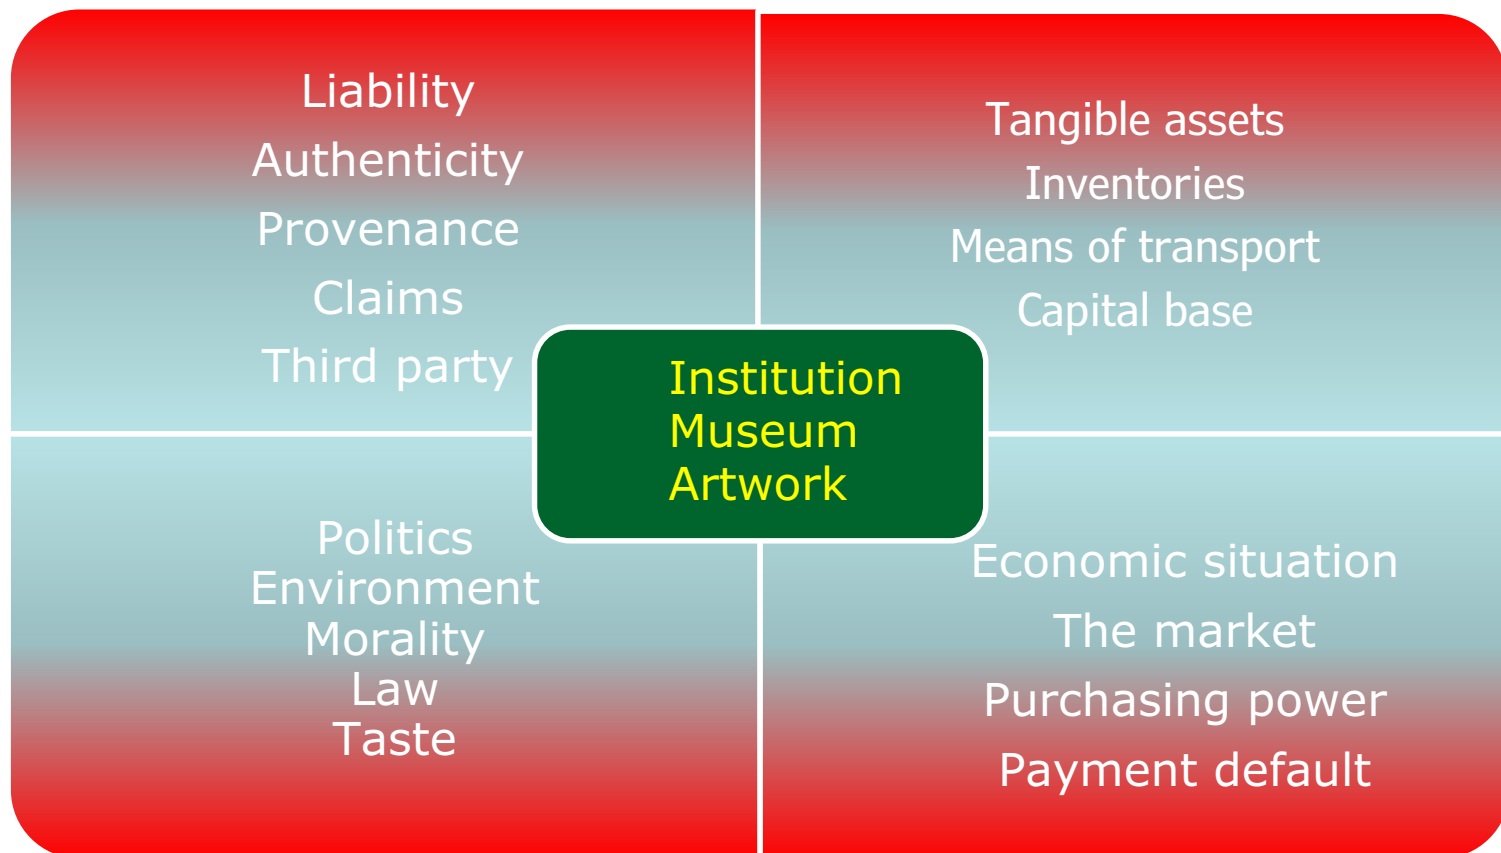 Liability
Authenticity
Provenance
Claims
Third party
Tangible assets
Inventories
Means of transport
Capital base
Institution
Museum
Artwork
Politics
Environment
Morality
Law
Taste
Economic situation
The market
Purchasing power
Payment default